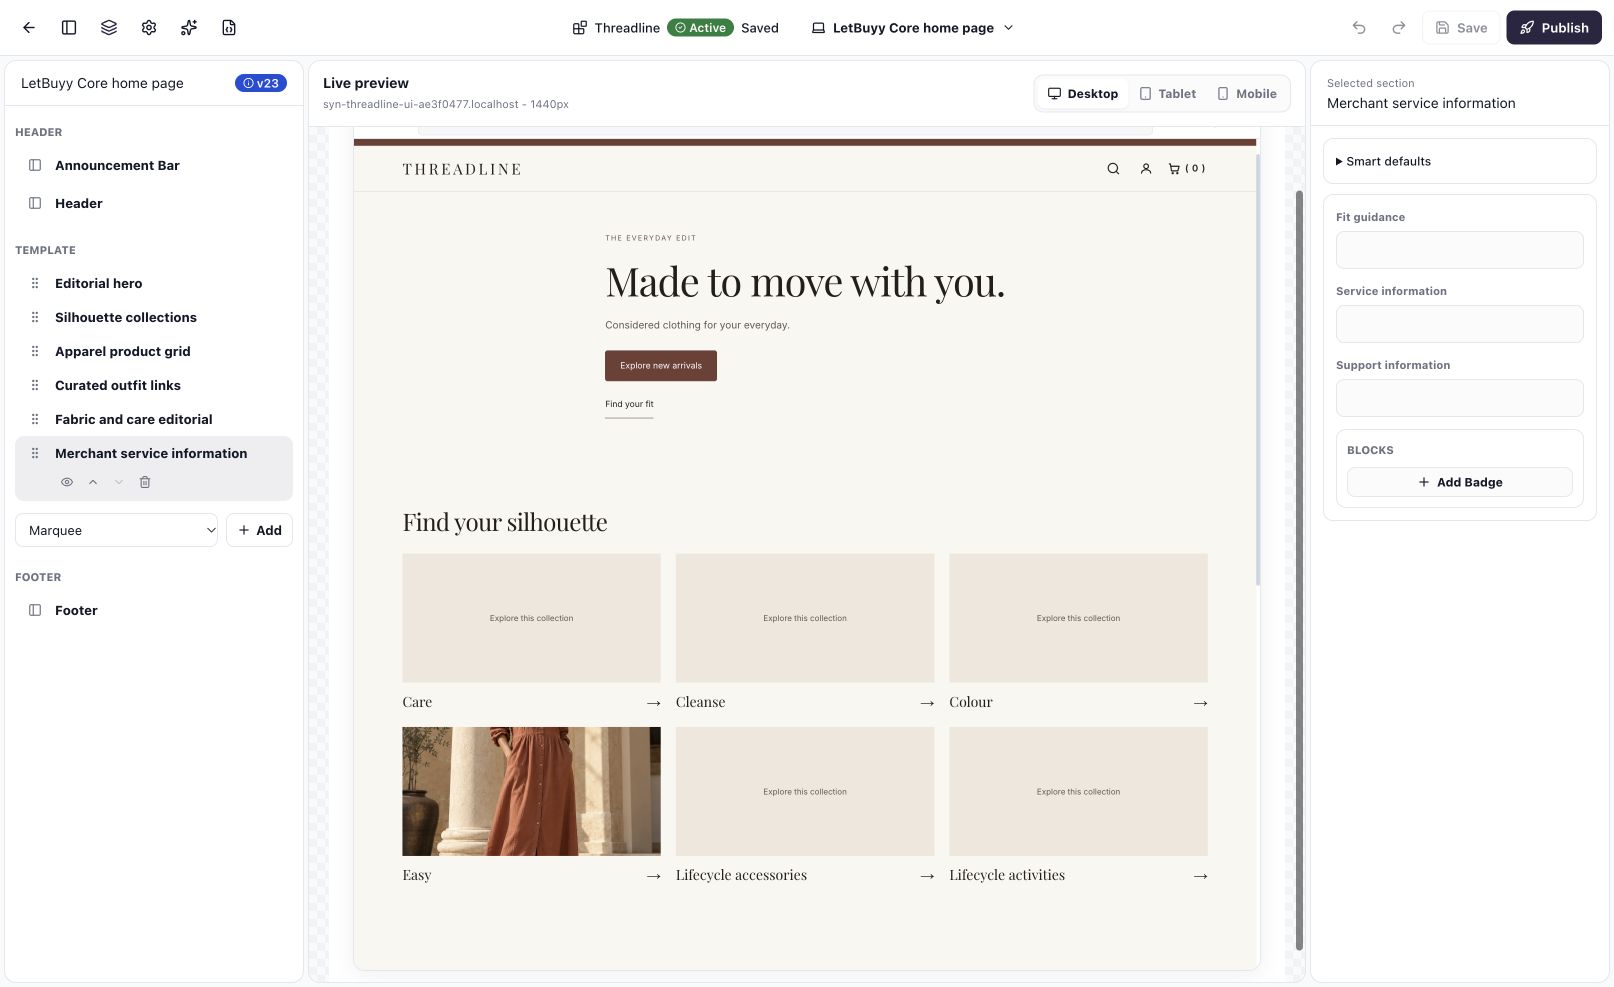 Threadline
Active
Saved
LetBuyy Core home page
Save
Publish
LetBuyy Core home page
v23
HEADER
Announcement Bar
Header
TEMPLATE
Editorial hero
Silhouette collections
Apparel product grid
Curated outfit links
Fabric and care editorial
Merchant service information
Marquee
Add
FOOTER
Footer
Live preview
syn-threadline-ui-ae3f0477.localhost - 1440px
Desktop
Tablet
Mobile
THREADLINE
(0)
THE EVERYDAY EDIT
Made to move with you.
Considered clothing for your everyday.
Explore new arrivals
Find your fit
Find your silhouette
Explore this collection
Explore this collection
Explore this collection
Care →
Cleanse →
Colour →
Explore this collection
Explore this collection
Easy →
Lifecycle accessories →
Lifecycle activities →
Selected section
Merchant service information
Smart defaults
Fit guidance
Service information
Support information
BLOCKS
Add Badge